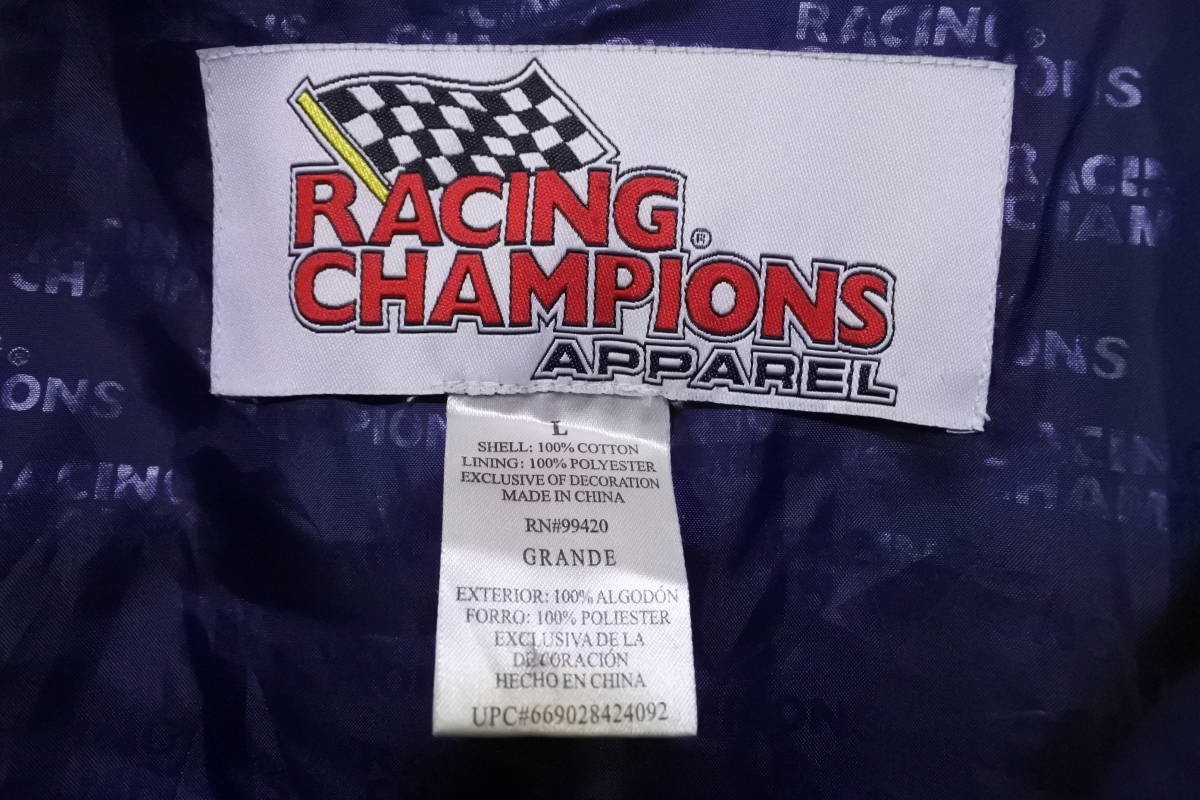 RACING®
CHAMPIONS
APPAREL
L
SHELL: 100% COTTON
LINING: 100% POLYESTER
EXCLUSIVE OF DECORATION
MADE IN CHINA
RN#99420
GRANDE
EXTERIOR: 100% ALGODÓN
FORRO: 100% POLIESTER
EXCLUSIVA DE LA
DECORACIÓN
HECHO EN CHINA
UPC#669028424092